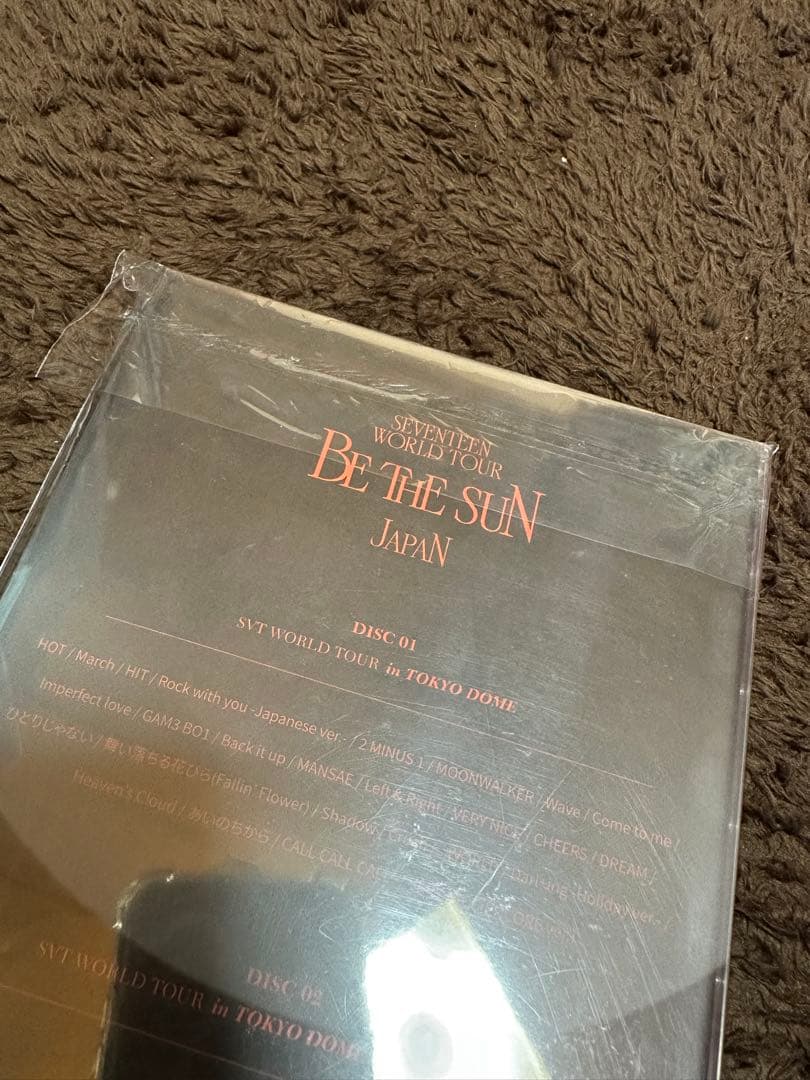 SEVENTEEN
WORLD TOUR
BE THE SUN
JAPAN
DISC 01
SVT WORLD TOUR in TOKYO DOME
HOT / March / HIT / Rock with you -Japanese ver.- / 2 MINUS 1 / MOONWALKER / Wave / Come to me /
Imperfect love / GAM3 BO1 / Back it up / MANSAE / Left & Right / VERY NICE / CHEERS / DREAM /
ひとりじゃない / 舞い落ちる花びら(Fallin' Flower) / Shadow / -Holiday ver.- /
Heaven's Cloud / あいのちから / CALL CALL
DISC 02
SVT WORLD TOUR in TOKYO DOME